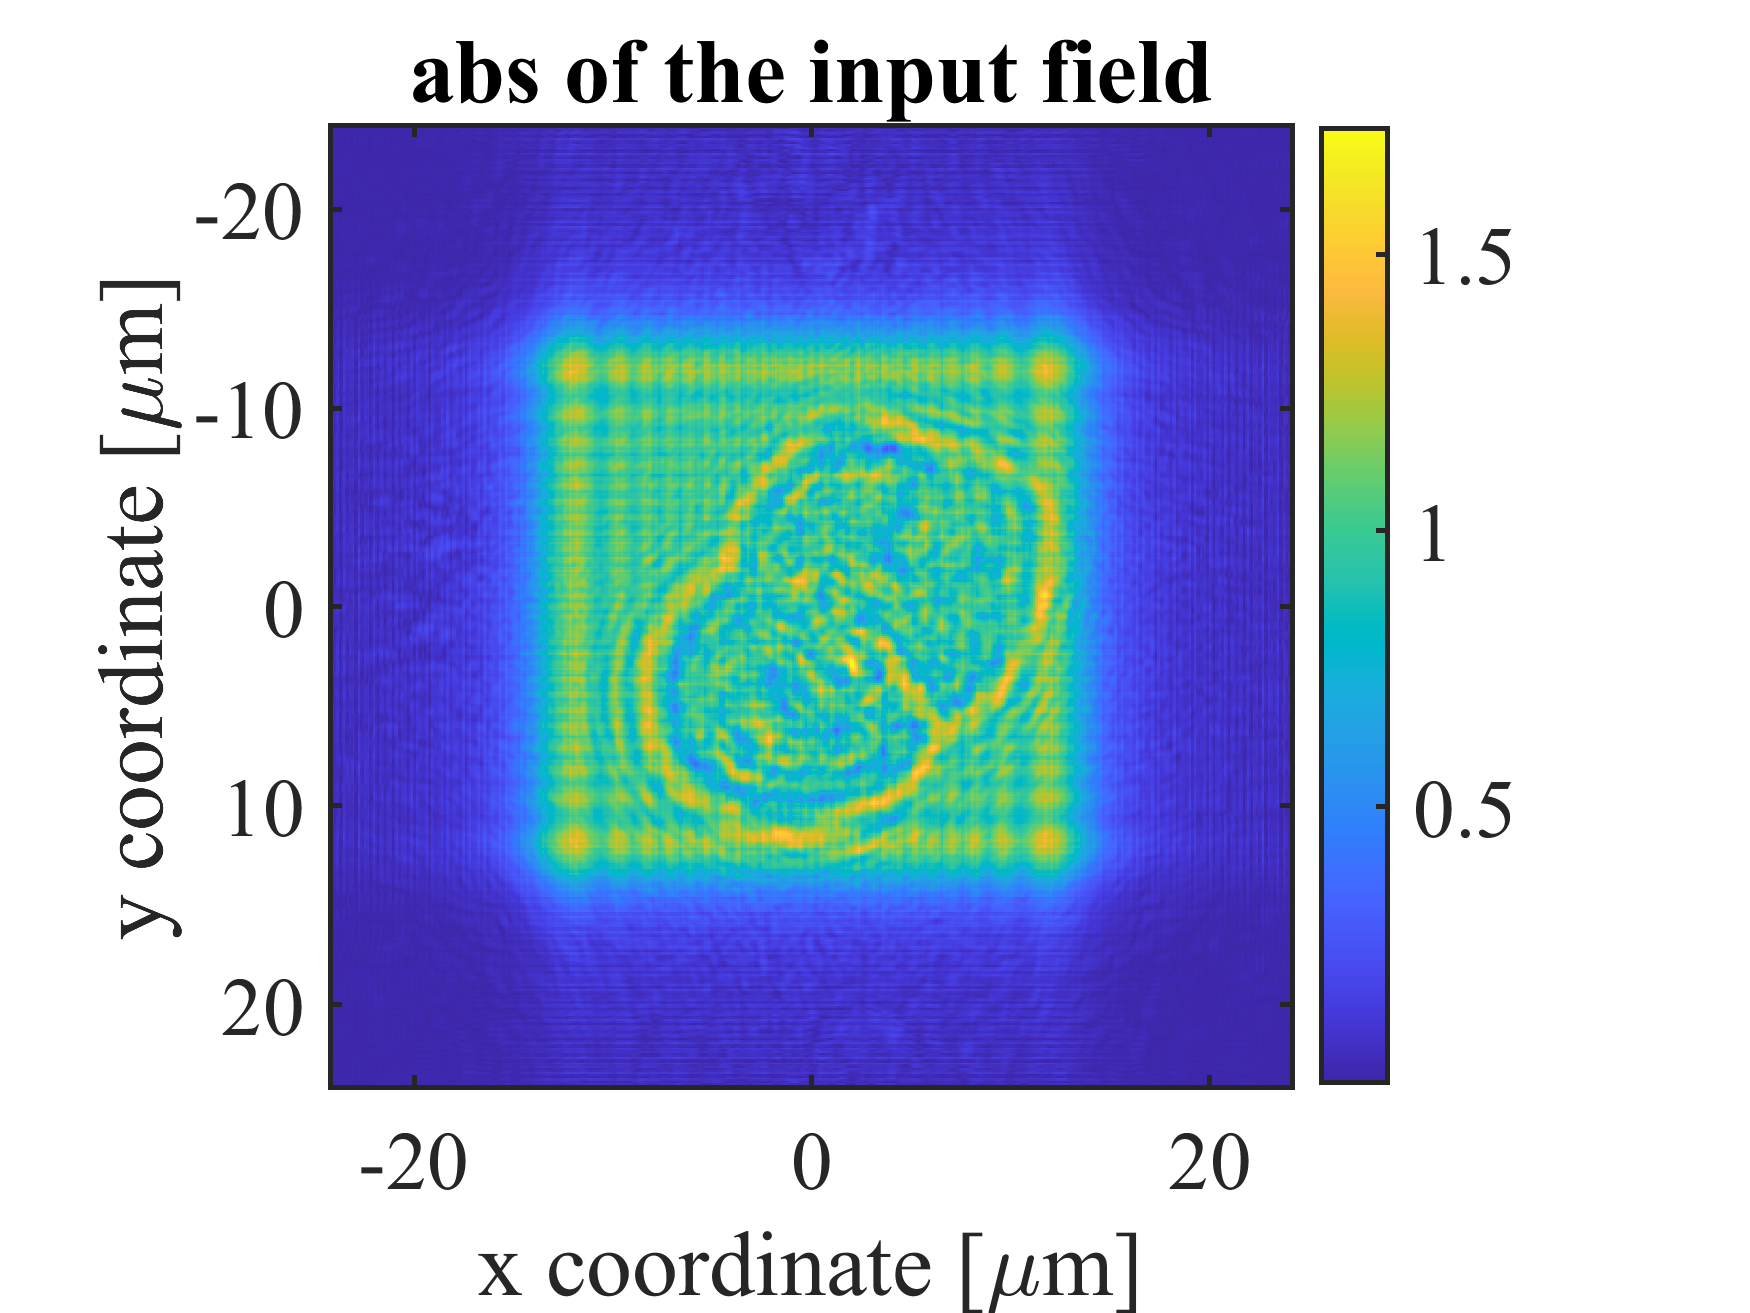 abs of the input field
-20
-10
0
10
20
y coordinate [μm]
-20 0 20
x coordinate [μm]
1.5
1
0.5